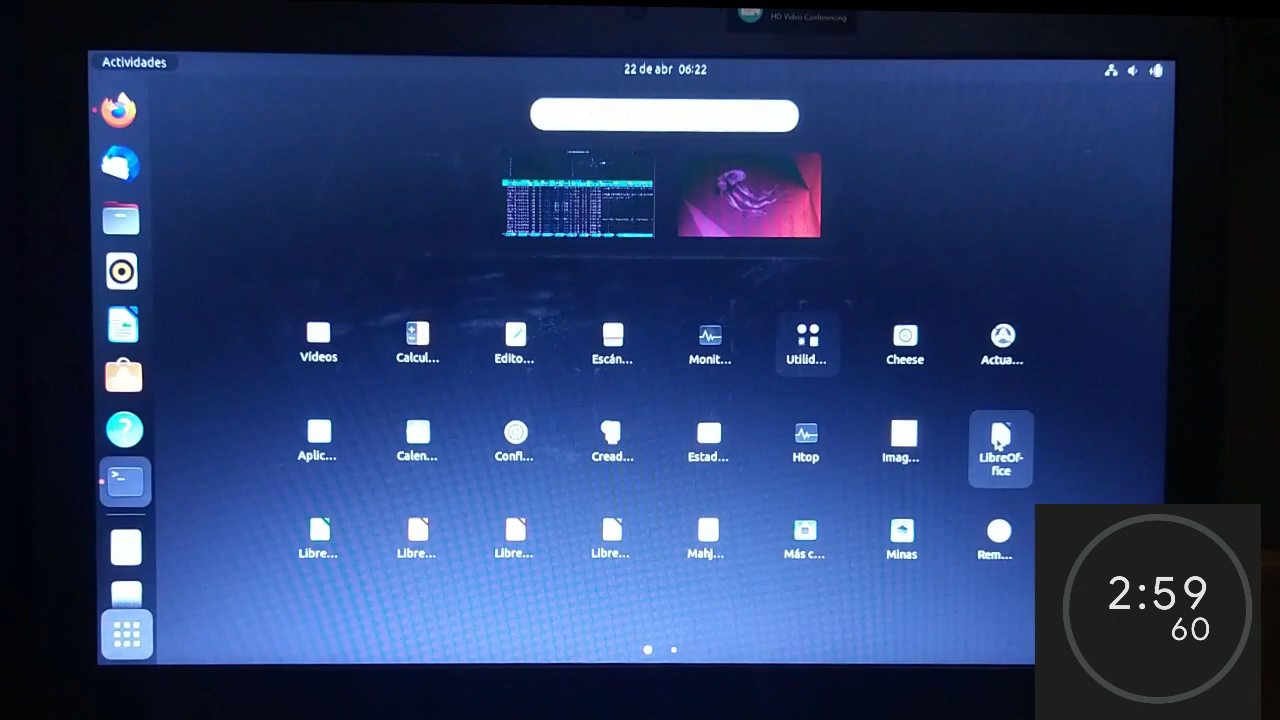 HD Video Conferencing
Actividades
22 de abr 06:22
Vídeos
Calcul...
Edito...
Escán...
Monit...
Utilid...
Cheese
Actua...
Aplic...
Calen...
Confi...
Cread...
Estad...
Htop
Imag...
LibreOf-
fice
Libre...
Libre...
Libre...
Libre...
Mahj...
Más c...
Minas
Rem...
2:59
60